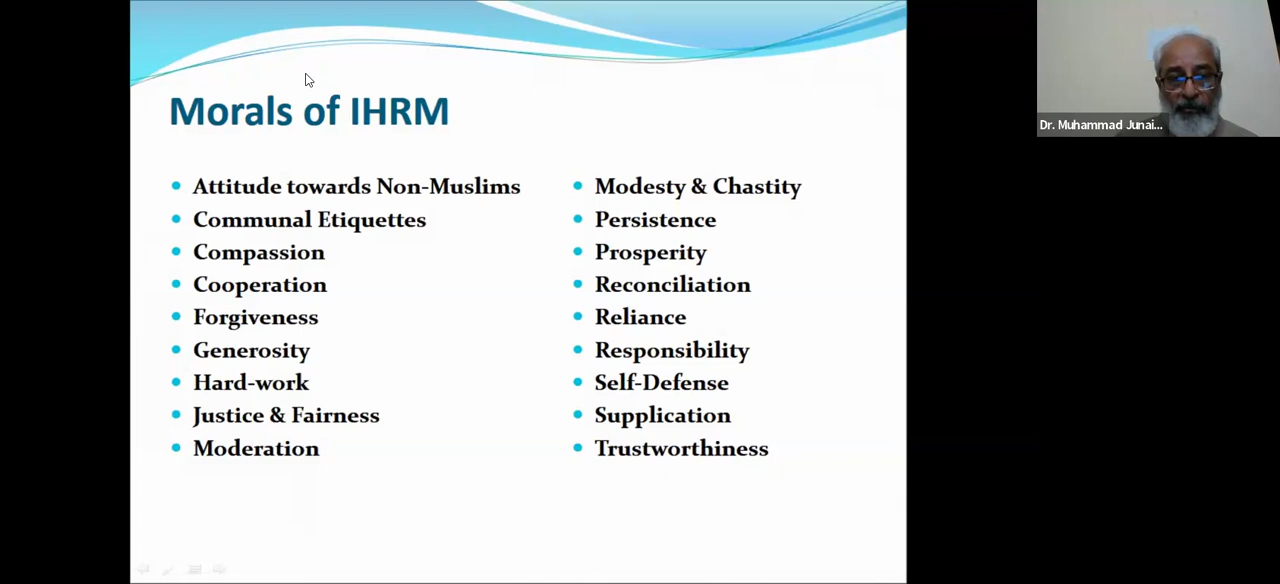 Morals of IHRM
Attitude towards Non-Muslims
Communal Etiquettes
Compassion
Cooperation
Forgiveness
Generosity
Hard-work
Justice & Fairness
Moderation
Modesty & Chastity
Persistence
Prosperity
Reconciliation
Reliance
Responsibility
Self-Defense
Supplication
Trustworthiness
Dr. Muhammad Junai...